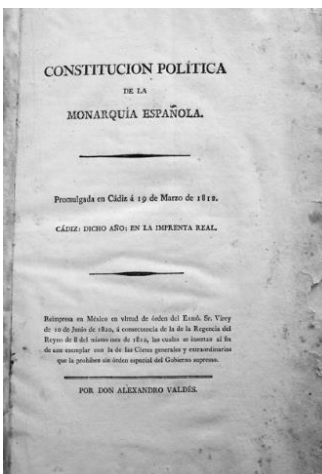 CONSTITUCION POLÍTICA
DE LA
MONARQUÍA ESPAÑOLA.
Promulgada en Cádiz á 19 de Marzo de 1812.
CÁDIZ: DICHO AÑO: EN LA IMPRENTA REAL.
Reimpresa en México en virtud de órden del Exmô. Sr. Virey
de 10 de Junio de 1820, á consecuencia de la de la Regencia del
Reyno de 8 del mismo mes de 1812, las cuales se insertan al fin
de este exemplar con la de las Córtes generales y extraordinarias
que la prohiben sin órden especial del Gobierno supremo.
POR DON ALEXANDRO VALDÉS.